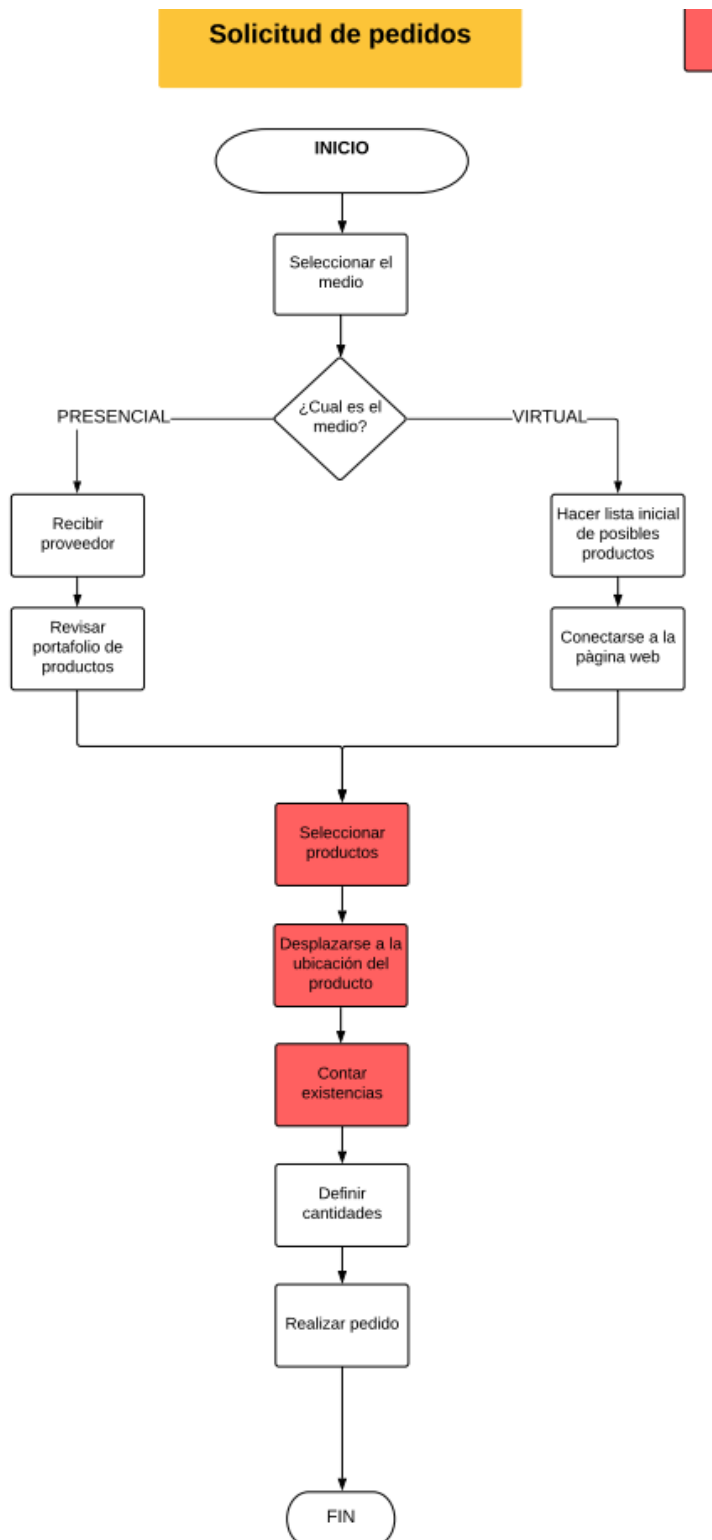 Solicitud de pedidos
INICIO
Seleccionar el
medio
¿Cual es el
medio?
PRESENCIAL
VIRTUAL
Recibir
proveedor
Hacer lista inicial
de posibles
productos
Revisar
portafolio de
productos
Conectarse a la
pàgina web
Seleccionar
productos
Desplazarse a la
ubicación del
producto
Contar
existencias
Definir
cantidades
Realizar pedido
FIN